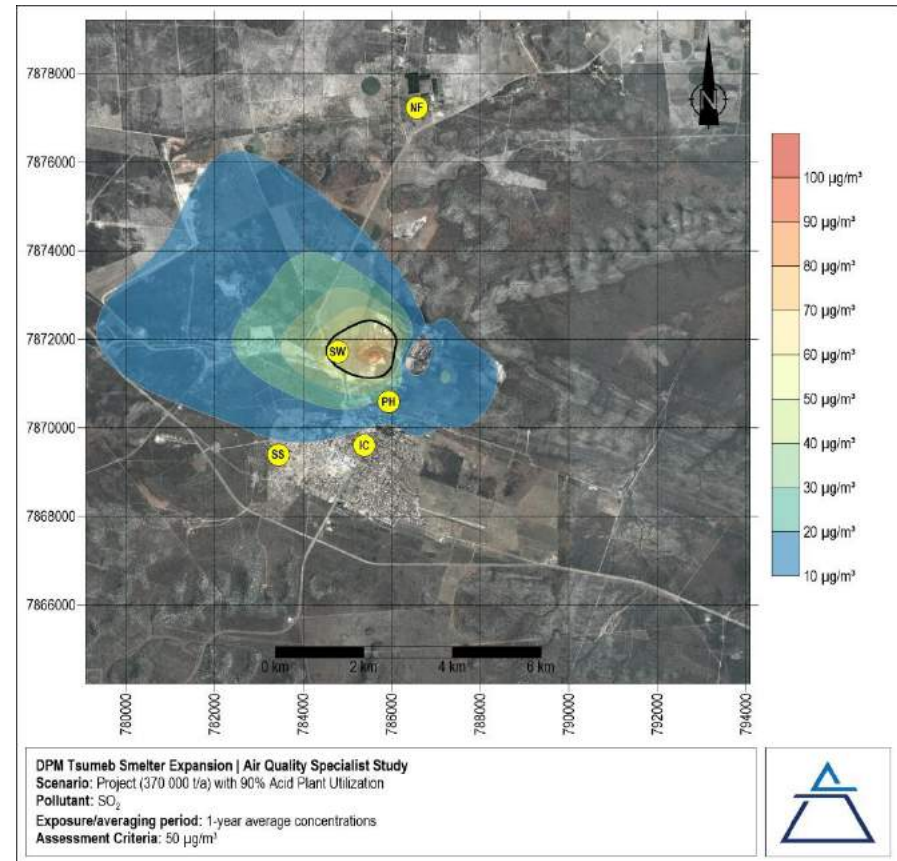 7878000
7876000
7874000
7872000
7870000
7868000
7866000
NF
N
SW
PH
IC
SS
100 µg/m³
90 µg/m³
80 µg/m³
70 µg/m³
60 µg/m³
50 µg/m³
40 µg/m³
30 µg/m³
20 µg/m³
10 µg/m³
0 km 2 km 4 km 6 km
780000 782000 784000 786000 788000 790000 792000 794000
DPM Tsumeb Smelter Expansion | Air Quality Specialist Study
Scenario: Project (370 000 t/a) with 90% Acid Plant Utilization
Pollutant: SO₂
Exposure/averaging period: 1-year average concentrations
Assessment Criteria: 50 µg/m³